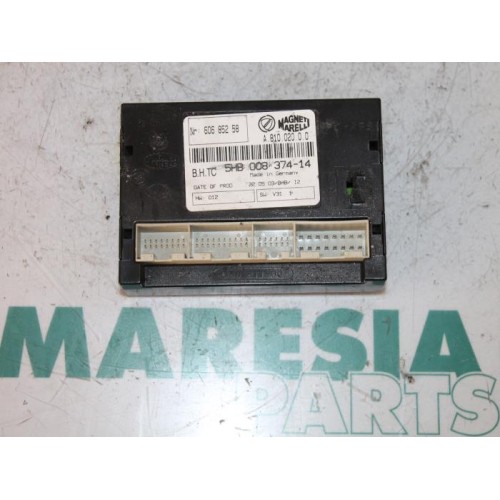 Nr 606 852 58
MAGNETI
MARELLI
A 810 020 0 0
B.H.TC 5HB 008 374-14
Made in Germany
DATE OF PROD
HW 012
SW V31
MARESIA
PARTS